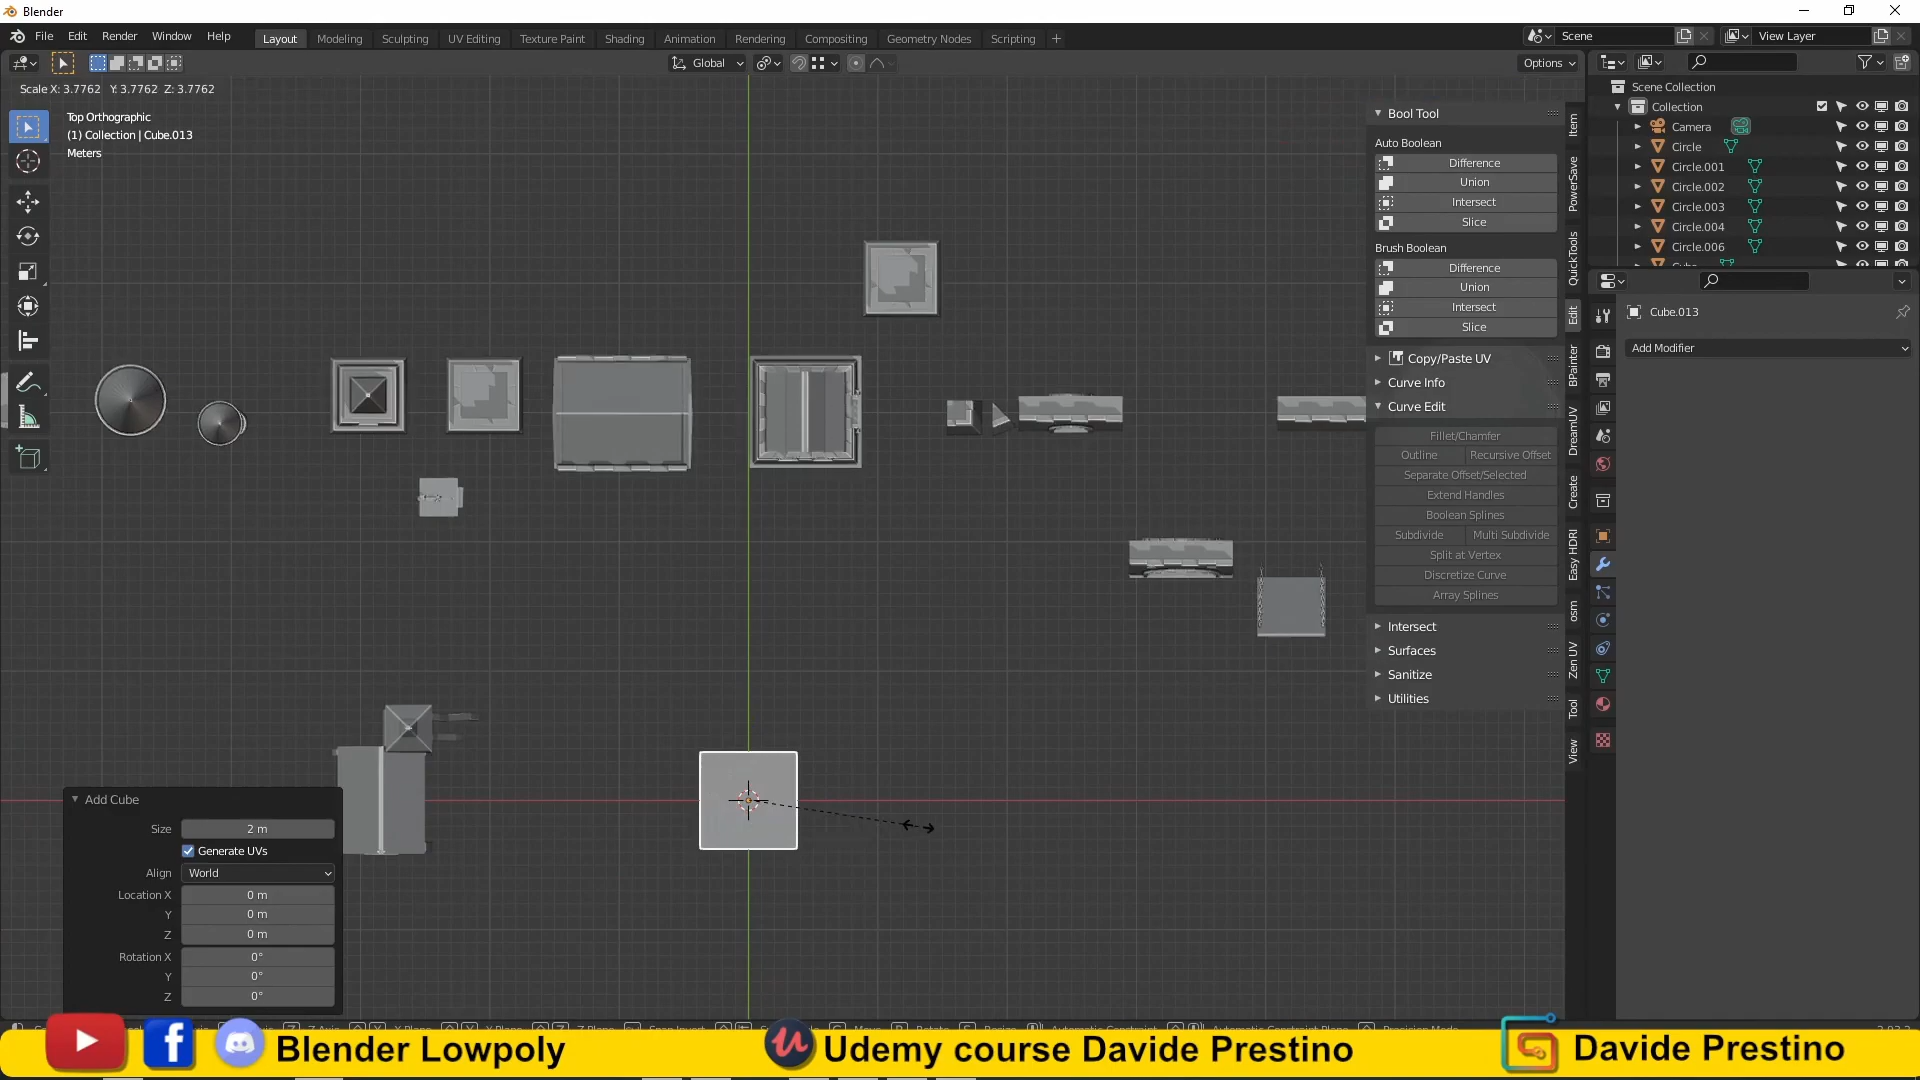 Blender
File Edit Render Window Help
Layout Modeling Sculpting UV Editing Texture Paint Shading Animation Rendering Compositing Geometry Nodes Scripting +
Scene
View Layer
Global
Options
Scale X: 3.7762 Y: 3.7762 Z: 3.7762
Top Orthographic
(1) Collection | Cube.013
Meters
Bool Tool
Auto Boolean
Difference
Union
Intersect
Slice
Brush Boolean
Difference
Union
Intersect
Slice
Copy/Paste UV
Curve Info
Curve Edit
Fillet/Chamfer
Outline Recursive Offset
Separate Offset/Selected
Extend Handles
Boolean Splines
Subdivide Multi Subdivide
Split at Vertex
Discretize Curve
Array Splines
Intersect
Surfaces
Sanitize
Utilities
Item
PowerSave
QuickTools
Edit
BPainter
DreamUV
Create
Easy HDRI
osm
Zen UV
Tool
View
Scene Collection
Collection
Camera
Circle
Circle.001
Circle.002
Circle.003
Circle.004
Circle.006
Cube.013
Add Modifier
Add Cube
Size 2 m
Generate UVs
Align World
Location X 0 m
Y 0 m
Z 0 m
Rotation X 0°
Y 0°
Z 0°
Blender Lowpoly
Udemy course Davide Prestino
Davide Prestino